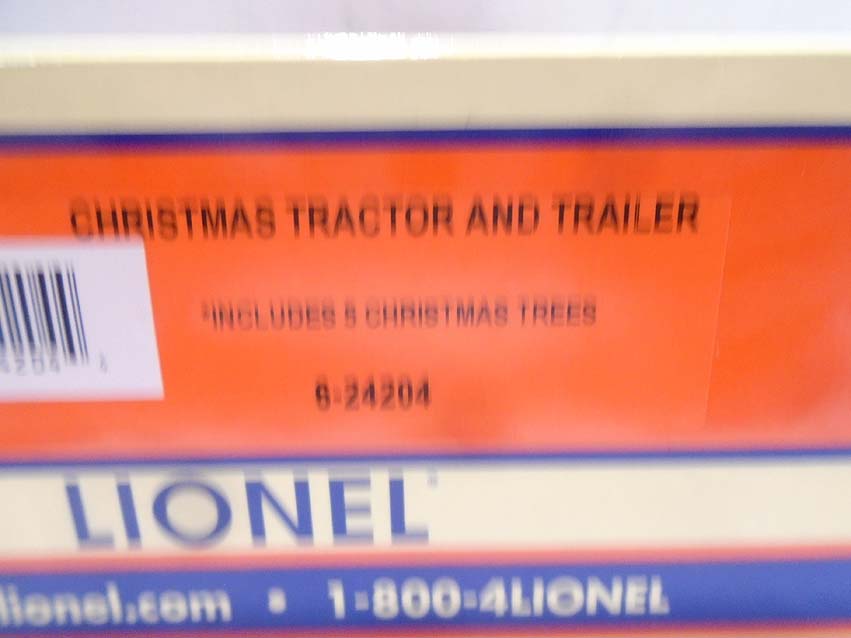 CHRISTMAS TRACTOR AND TRAILER
*INCLUDES 5 CHRISTMAS TREES
6-24204
LIONEL
lionel.com • 1-800-4LIONEL